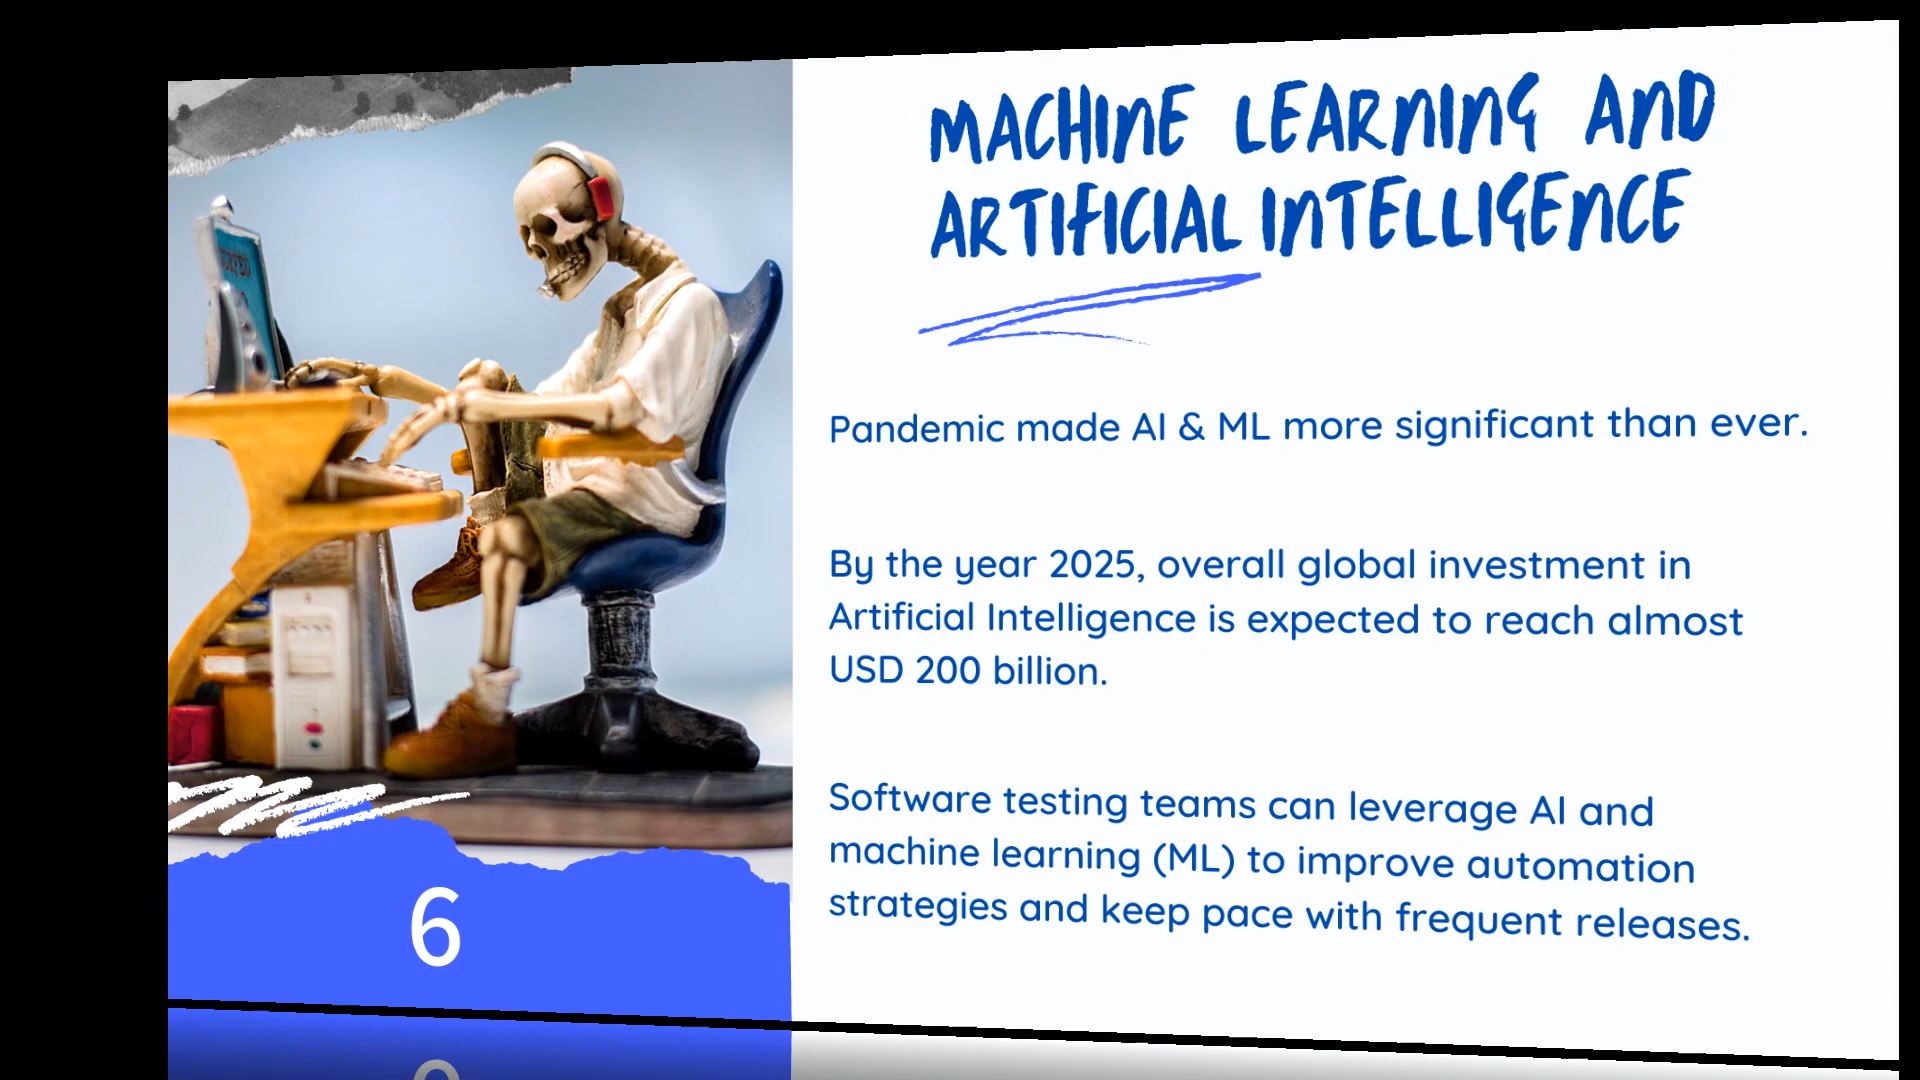 MACHINE LEARNING AND
ARTIFICIAL INTELLIGENCE
Pandemic made AI & ML more significant than ever.
By the year 2025, overall global investment in
Artificial Intelligence is expected to reach almost
USD 200 billion.
Software testing teams can leverage AI and
machine learning (ML) to improve automation
strategies and keep pace with frequent releases.
6